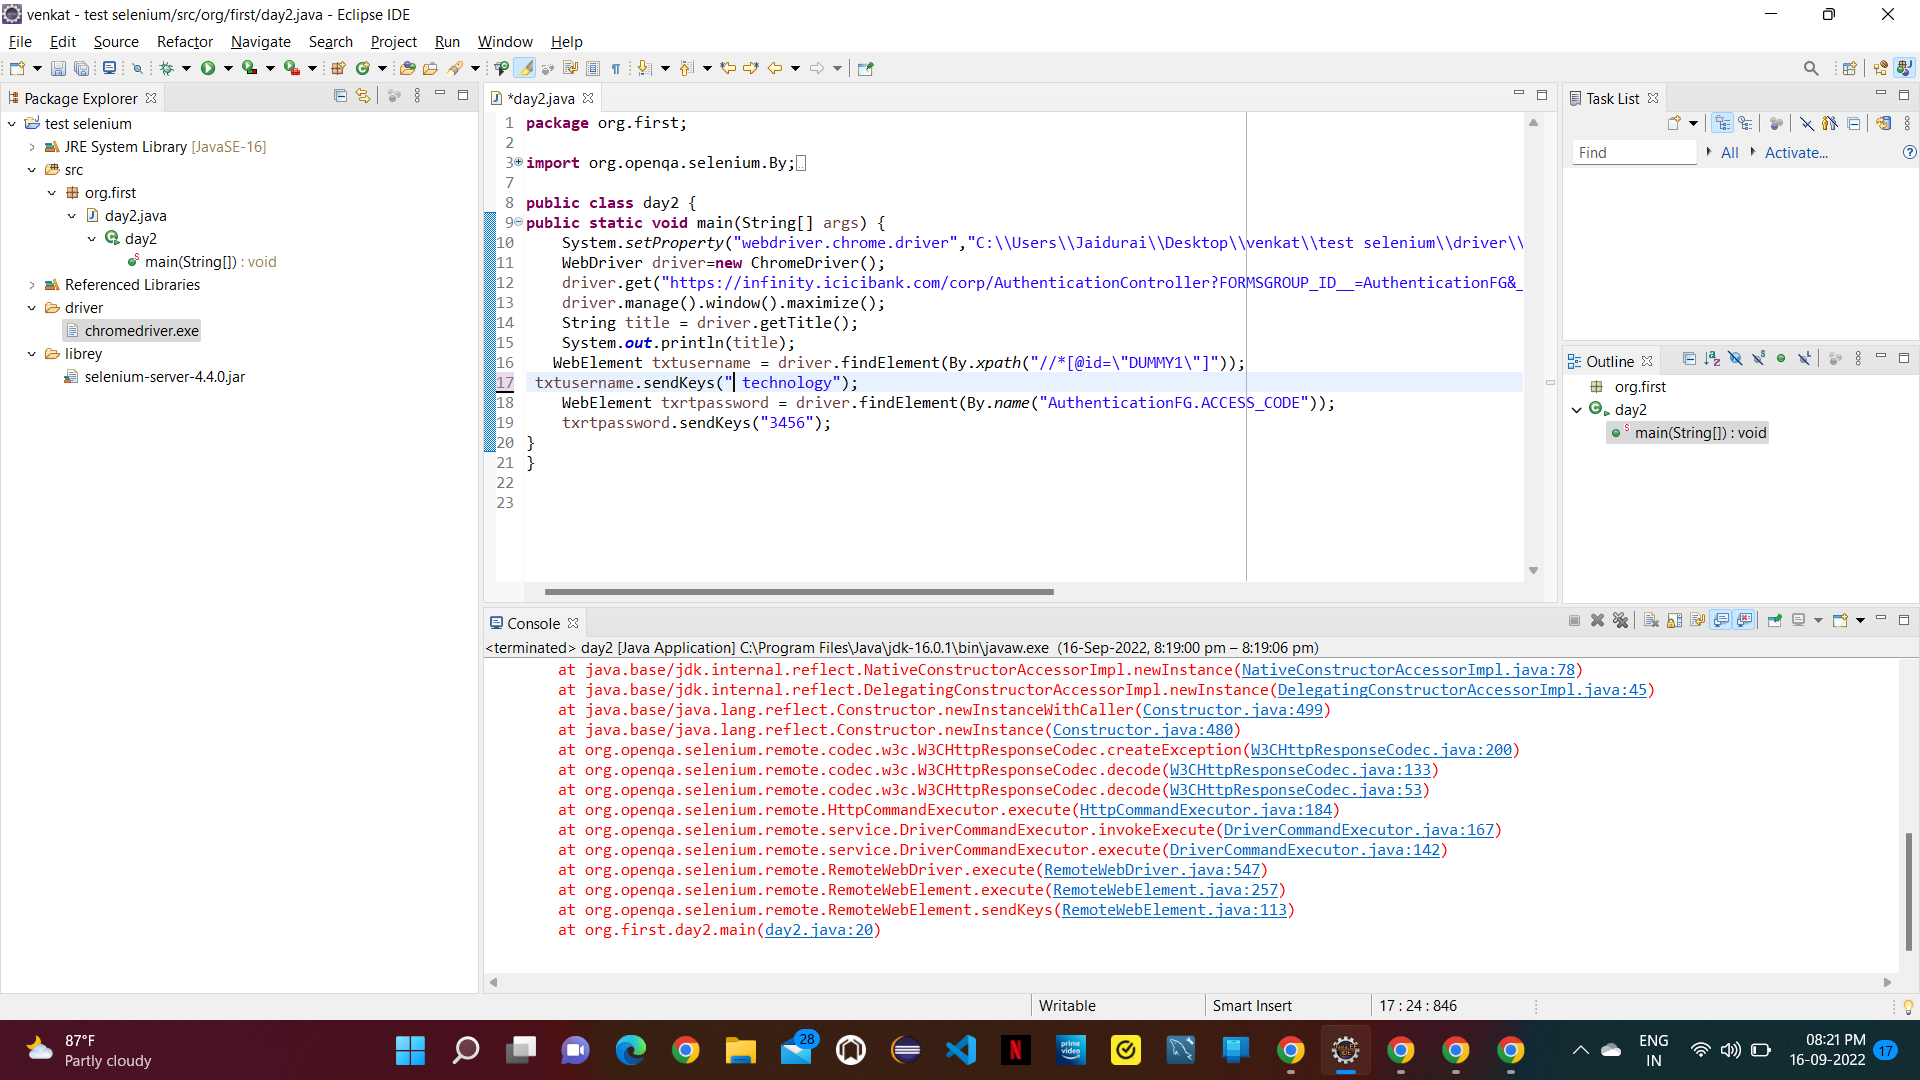 venkat - test selenium/src/org/first/day2.java - Eclipse IDE
File Edit Source Refactor Navigate Search Project Run Window Help
Package Explorer
test selenium
JRE System Library [JavaSE-16]
src
org.first
day2.java
day2
main(String[]) : void
Referenced Libraries
driver
chromedriver.exe
librey
selenium-server-4.4.0.jar
*day2.java
1 package org.first;
2
3 import org.openqa.selenium.By;
7
8 public class day2 {
9 public static void main(String[] args) {
10 System.setProperty("webdriver.chrome.driver","C:\\Users\\Jaidurai\\Desktop\\venkat\\test selenium\\driver\\
11 WebDriver driver=new ChromeDriver();
12 driver.get("https://infinity.icicibank.com/corp/AuthenticationController?FORMSGROUP_ID__=AuthenticationFG&_
13 driver.manage().window().maximize();
14 String title = driver.getTitle();
15 System.out.println(title);
16 WebElement txtusername = driver.findElement(By.xpath("//*[@id=\"DUMMY1\"]"));
17 txtusername.sendKeys(" technology");
18 WebElement txrtpassword = driver.findElement(By.name("AuthenticationFG.ACCESS_CODE"));
19 txrtpassword.sendKeys("3456");
20 }
21 }
22
23
Task List
Find All Activate...
Outline
org.first
day2
main(String[]) : void
Console
<terminated> day2 [Java Application] C:\Program Files\Java\jdk-16.0.1\bin\javaw.exe (16-Sep-2022, 8:19:00 pm – 8:19:06 pm)
at java.base/jdk.internal.reflect.NativeConstructorAccessorImpl.newInstance(NativeConstructorAccessorImpl.java:78)
at java.base/jdk.internal.reflect.DelegatingConstructorAccessorImpl.newInstance(DelegatingConstructorAccessorImpl.java:45)
at java.base/java.lang.reflect.Constructor.newInstanceWithCaller(Constructor.java:499)
at java.base/java.lang.reflect.Constructor.newInstance(Constructor.java:480)
at org.openqa.selenium.remote.codec.w3c.W3CHttpResponseCodec.createException(W3CHttpResponseCodec.java:200)
at org.openqa.selenium.remote.codec.w3c.W3CHttpResponseCodec.decode(W3CHttpResponseCodec.java:133)
at org.openqa.selenium.remote.codec.w3c.W3CHttpResponseCodec.decode(W3CHttpResponseCodec.java:53)
at org.openqa.selenium.remote.HttpCommandExecutor.execute(HttpCommandExecutor.java:184)
at org.openqa.selenium.remote.service.DriverCommandExecutor.invokeExecute(DriverCommandExecutor.java:167)
at org.openqa.selenium.remote.service.DriverCommandExecutor.execute(DriverCommandExecutor.java:142)
at org.openqa.selenium.remote.RemoteWebDriver.execute(RemoteWebDriver.java:547)
at org.openqa.selenium.remote.RemoteWebElement.execute(RemoteWebElement.java:257)
at org.openqa.selenium.remote.RemoteWebElement.sendKeys(RemoteWebElement.java:113)
at org.first.day2.main(day2.java:20)
Writable Smart Insert 17 : 24 : 846
87°F
Partly cloudy
28
prime video
ENG
IN
08:21 PM
16-09-2022
17